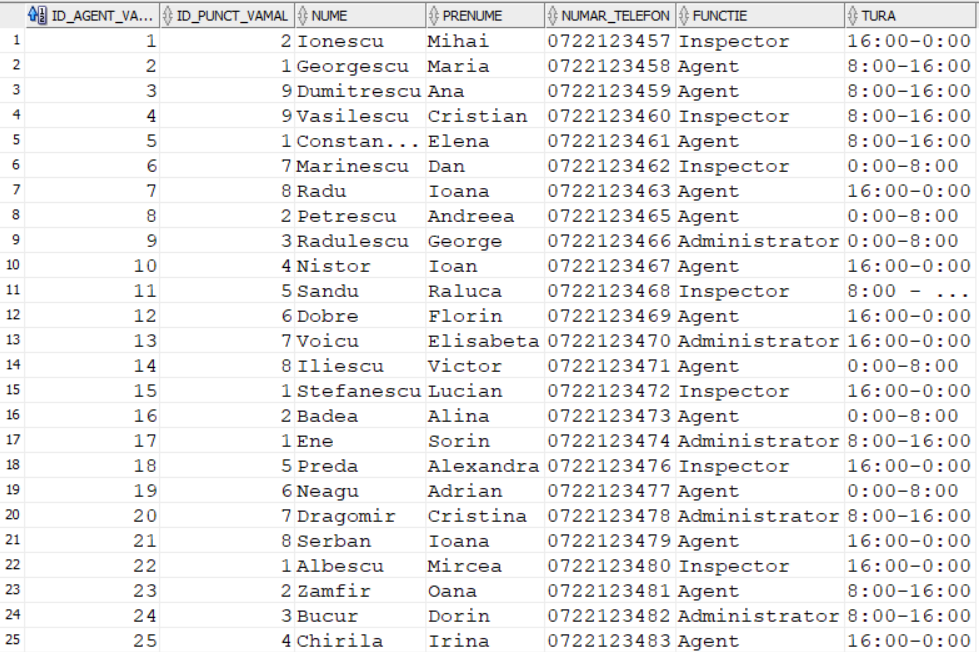 ID_AGENT_VA... ID_PUNCT_VAMAL NUME PRENUME NUMAR_TELEFON FUNCTIE TURA
1 1 2 Ionescu Mihai 0722123457 Inspector 16:00-0:00
2 2 1 Georgescu Maria 0722123458 Agent 8:00-16:00
3 3 9 Dumitrescu Ana 0722123459 Agent 8:00-16:00
4 4 9 Vasilescu Cristian 0722123460 Inspector 8:00-16:00
5 5 1 Constan... Elena 0722123461 Agent 8:00-16:00
6 6 7 Marinescu Dan 0722123462 Inspector 0:00-8:00
7 7 8 Radu Ioana 0722123463 Agent 16:00-0:00
8 8 2 Petrescu Andreea 0722123465 Agent 0:00-8:00
9 9 3 Radulescu George 0722123466 Administrator 0:00-8:00
10 10 4 Nistor Ioan 0722123467 Agent 16:00-0:00
11 11 5 Sandu Raluca 0722123468 Inspector 8:00 - ...
12 12 6 Dobre Florin 0722123469 Agent 16:00-0:00
13 13 7 Voicu Elisabeta 0722123470 Administrator 16:00-0:00
14 14 8 Iliescu Victor 0722123471 Agent 0:00-8:00
15 15 1 Stefanescu Lucian 0722123472 Inspector 16:00-0:00
16 16 2 Badea Alina 0722123473 Agent 0:00-8:00
17 17 1 Ene Sorin 0722123474 Administrator 8:00-16:00
18 18 5 Preda Alexandra 0722123476 Inspector 16:00-0:00
19 19 6 Neagu Adrian 0722123477 Agent 0:00-8:00
20 20 7 Dragomir Cristina 0722123478 Administrator 8:00-16:00
21 21 8 Serban Ioana 0722123479 Agent 16:00-0:00
22 22 1 Albescu Mircea 0722123480 Inspector 16:00-0:00
23 23 2 Zamfir Oana 0722123481 Agent 8:00-16:00
24 24 3 Bucur Dorin 0722123482 Administrator 8:00-16:00
25 25 4 Chirila Irina 0722123483 Agent 16:00-0:00